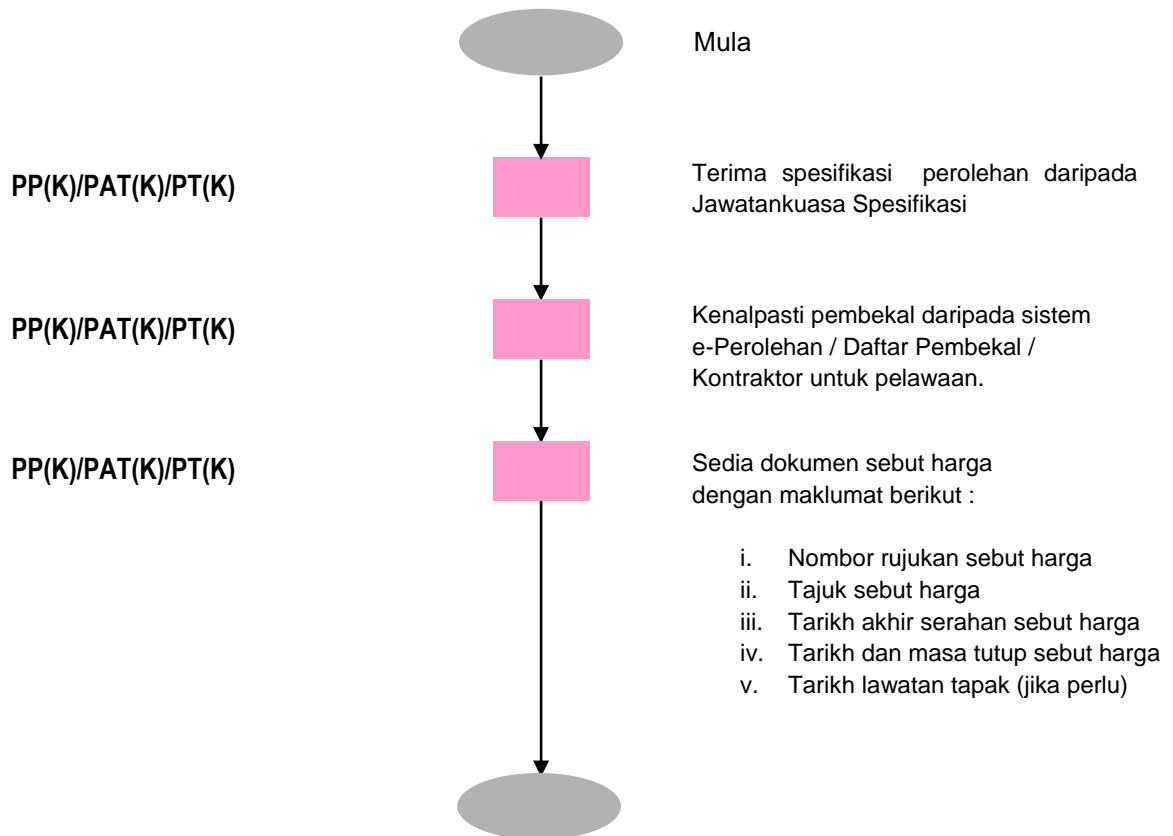 Mula
PP(K)/PAT(K)/PT(K)
Terima spesifikasi perolehan daripada
Jawatankuasa Spesifikasi
PP(K)/PAT(K)/PT(K)
Kenalpasti pembekal daripada sistem
e-Perolehan / Daftar Pembekal /
Kontraktor untuk pelawaan.
PP(K)/PAT(K)/PT(K)
Sedia dokumen sebut harga
dengan maklumat berikut :
i. Nombor rujukan sebut harga
ii. Tajuk sebut harga
iii. Tarikh akhir serahan sebut harga
iv. Tarikh dan masa tutup sebut harga
v. Tarikh lawatan tapak (jika perlu)